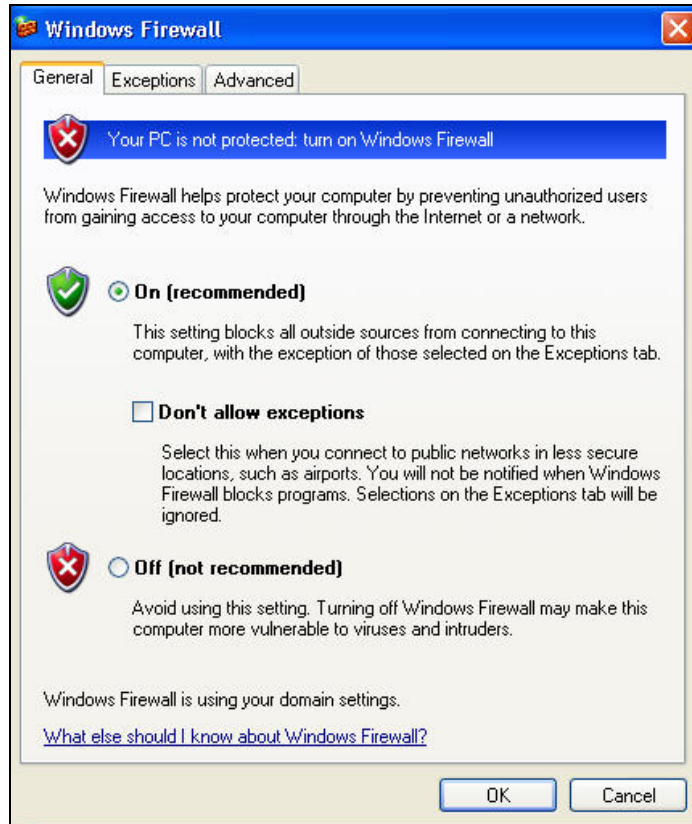 Windows Firewall
General Exceptions Advanced
Your PC is not protected: turn on Windows Firewall
Windows Firewall helps protect your computer by preventing unauthorized users
from gaining access to your computer through the Internet or a network.
On (recommended)
This setting blocks all outside sources from connecting to this
computer, with the exception of those selected on the Exceptions tab.
Don't allow exceptions
Select this when you connect to public networks in less secure
locations, such as airports. You will not be notified when Windows
Firewall blocks programs. Selections on the Exceptions tab will be
ignored.
Off (not recommended)
Avoid using this setting. Turning off Windows Firewall may make this
computer more vulnerable to viruses and intruders.
Windows Firewall is using your domain settings.
What else should I know about Windows Firewall?
OK Cancel